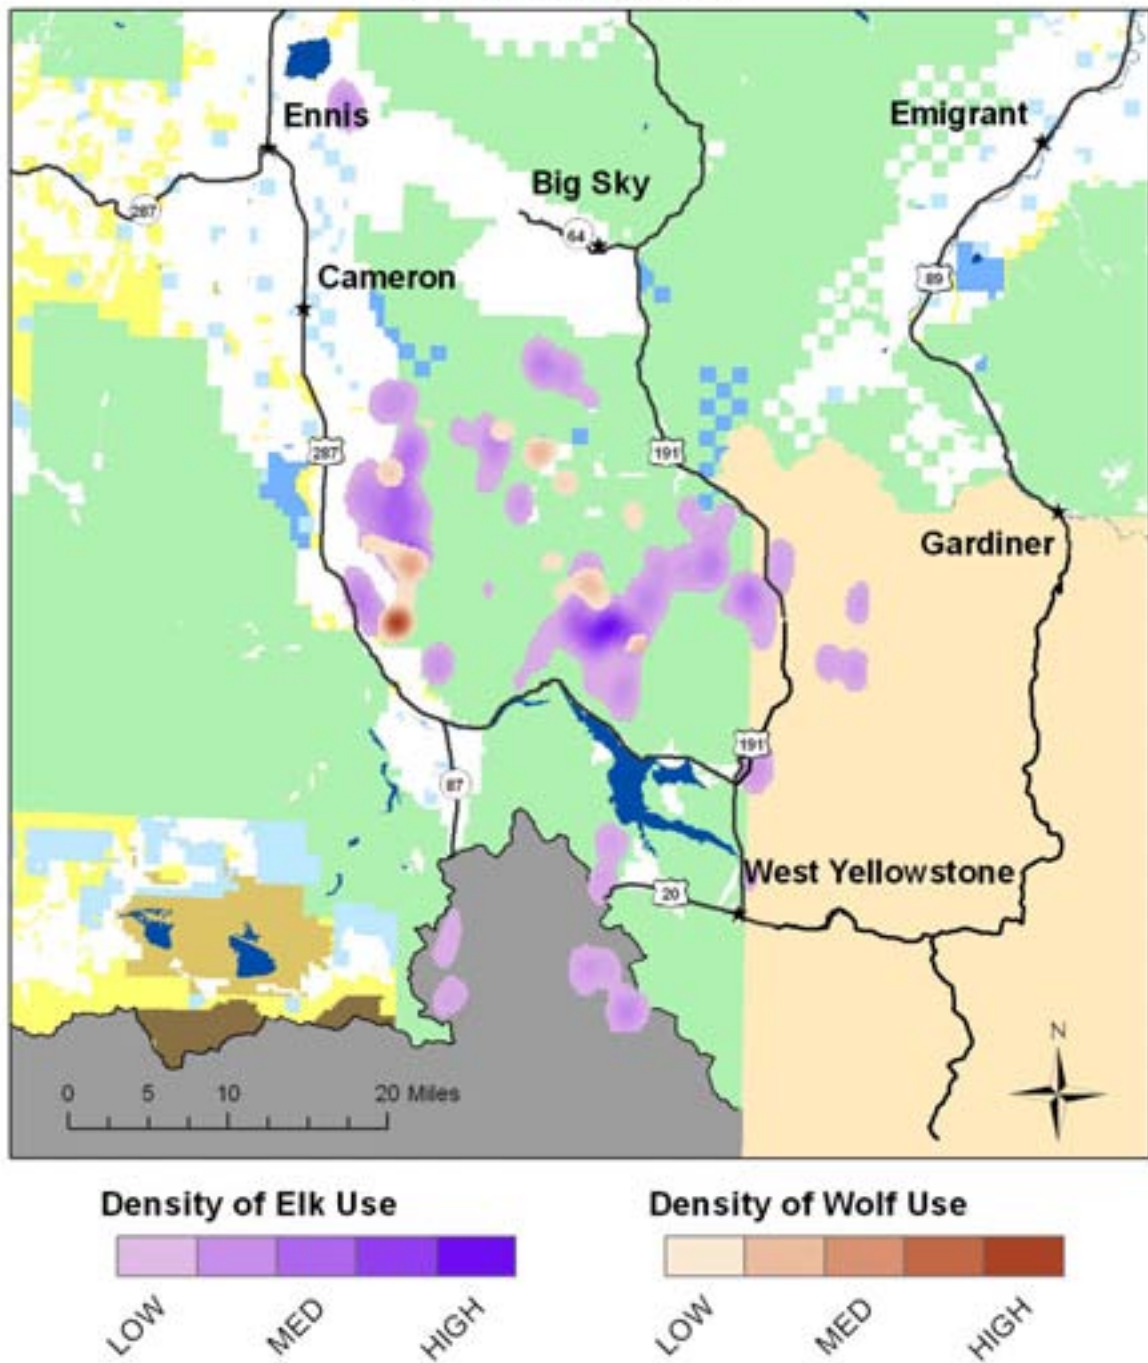 Ennis
Emigrant
Big Sky
287
64
Cameron
89
287
191
Gardiner
191
87
West Yellowstone
20
N
0 5 10 20 Miles
Density of Elk Use
LOW MED HIGH
Density of Wolf Use
LOW MED HIGH